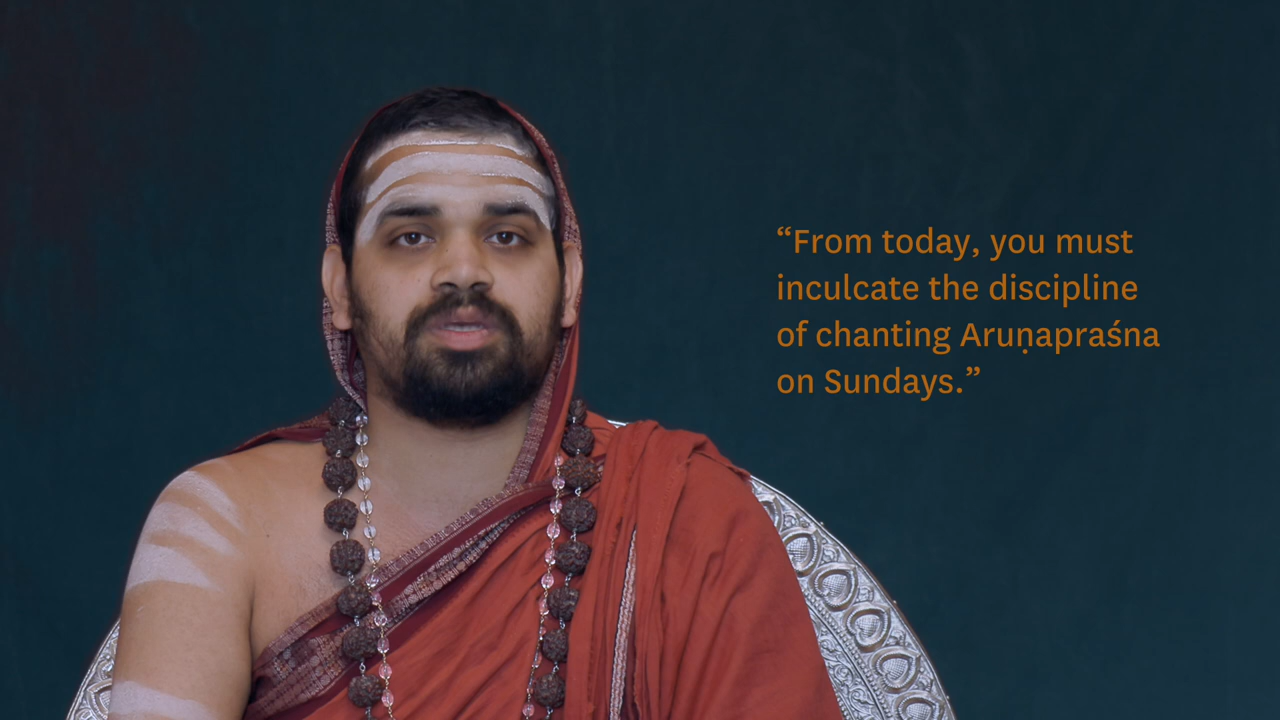 “From today, you must
inculcate the discipline
of chanting Aruṇapraśna
on Sundays.”